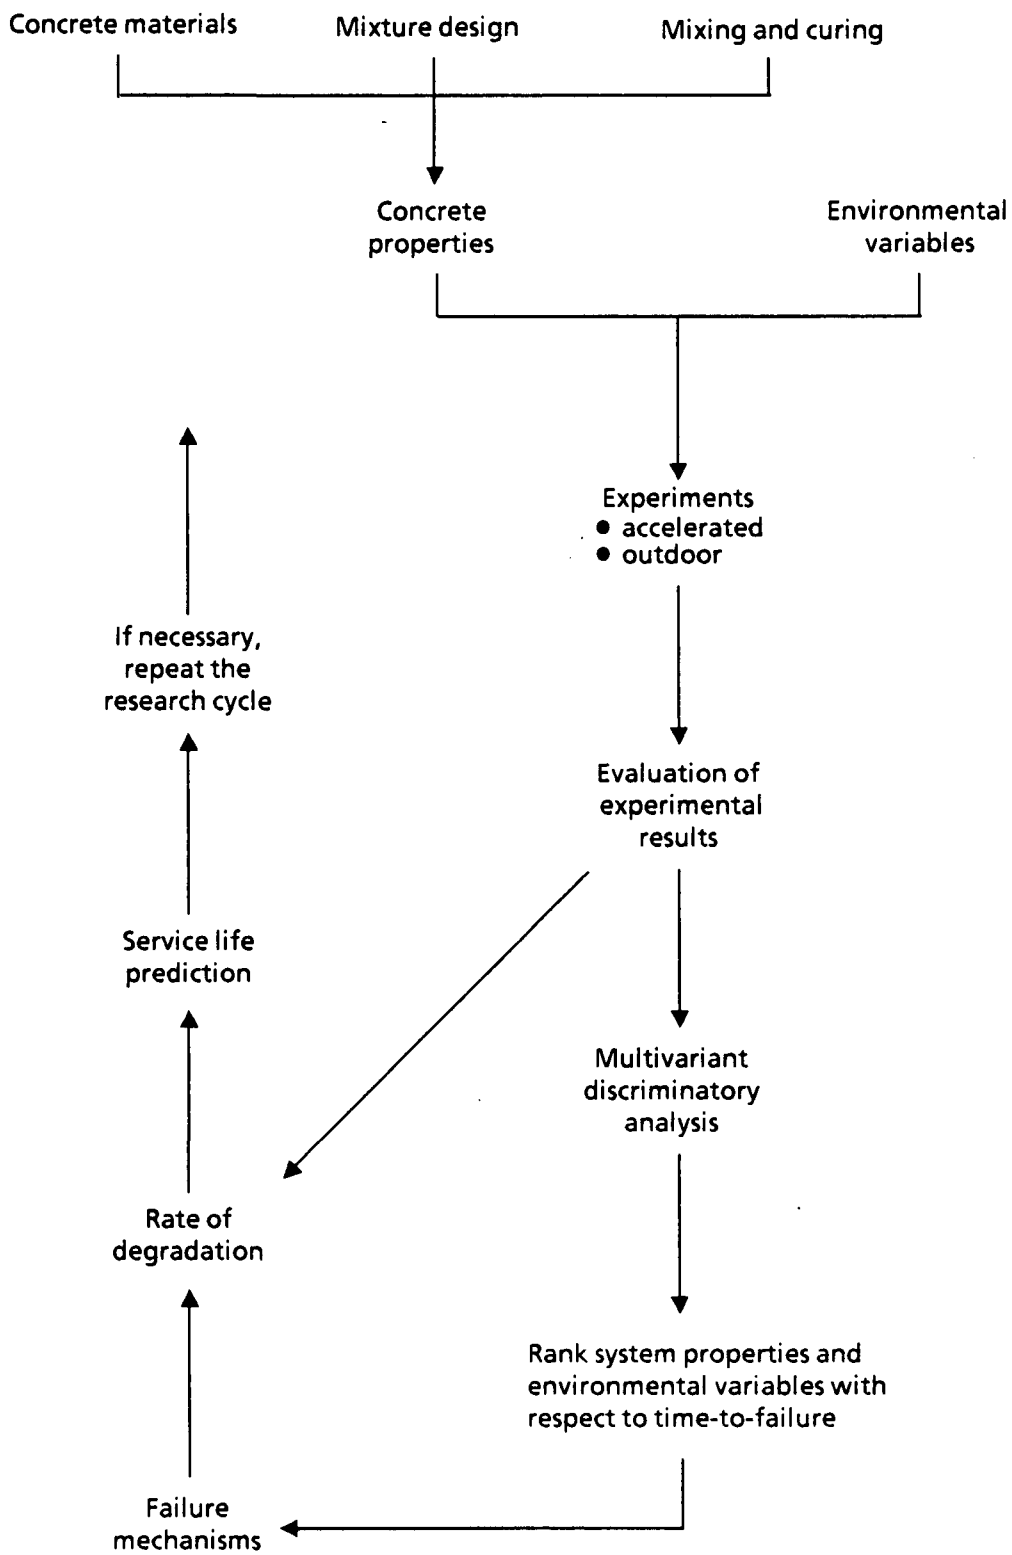 Concrete materials
Mixture design
Mixing and curing
Concrete
properties
Environmental
variables
Experiments
● accelerated
● outdoor
If necessary,
repeat the
research cycle
Evaluation of
experimental
results
Service life
prediction
Multivariant
discriminatory
analysis
Rate of
degradation
Rank system properties and
environmental variables with
respect to time-to-failure
Failure
mechanisms